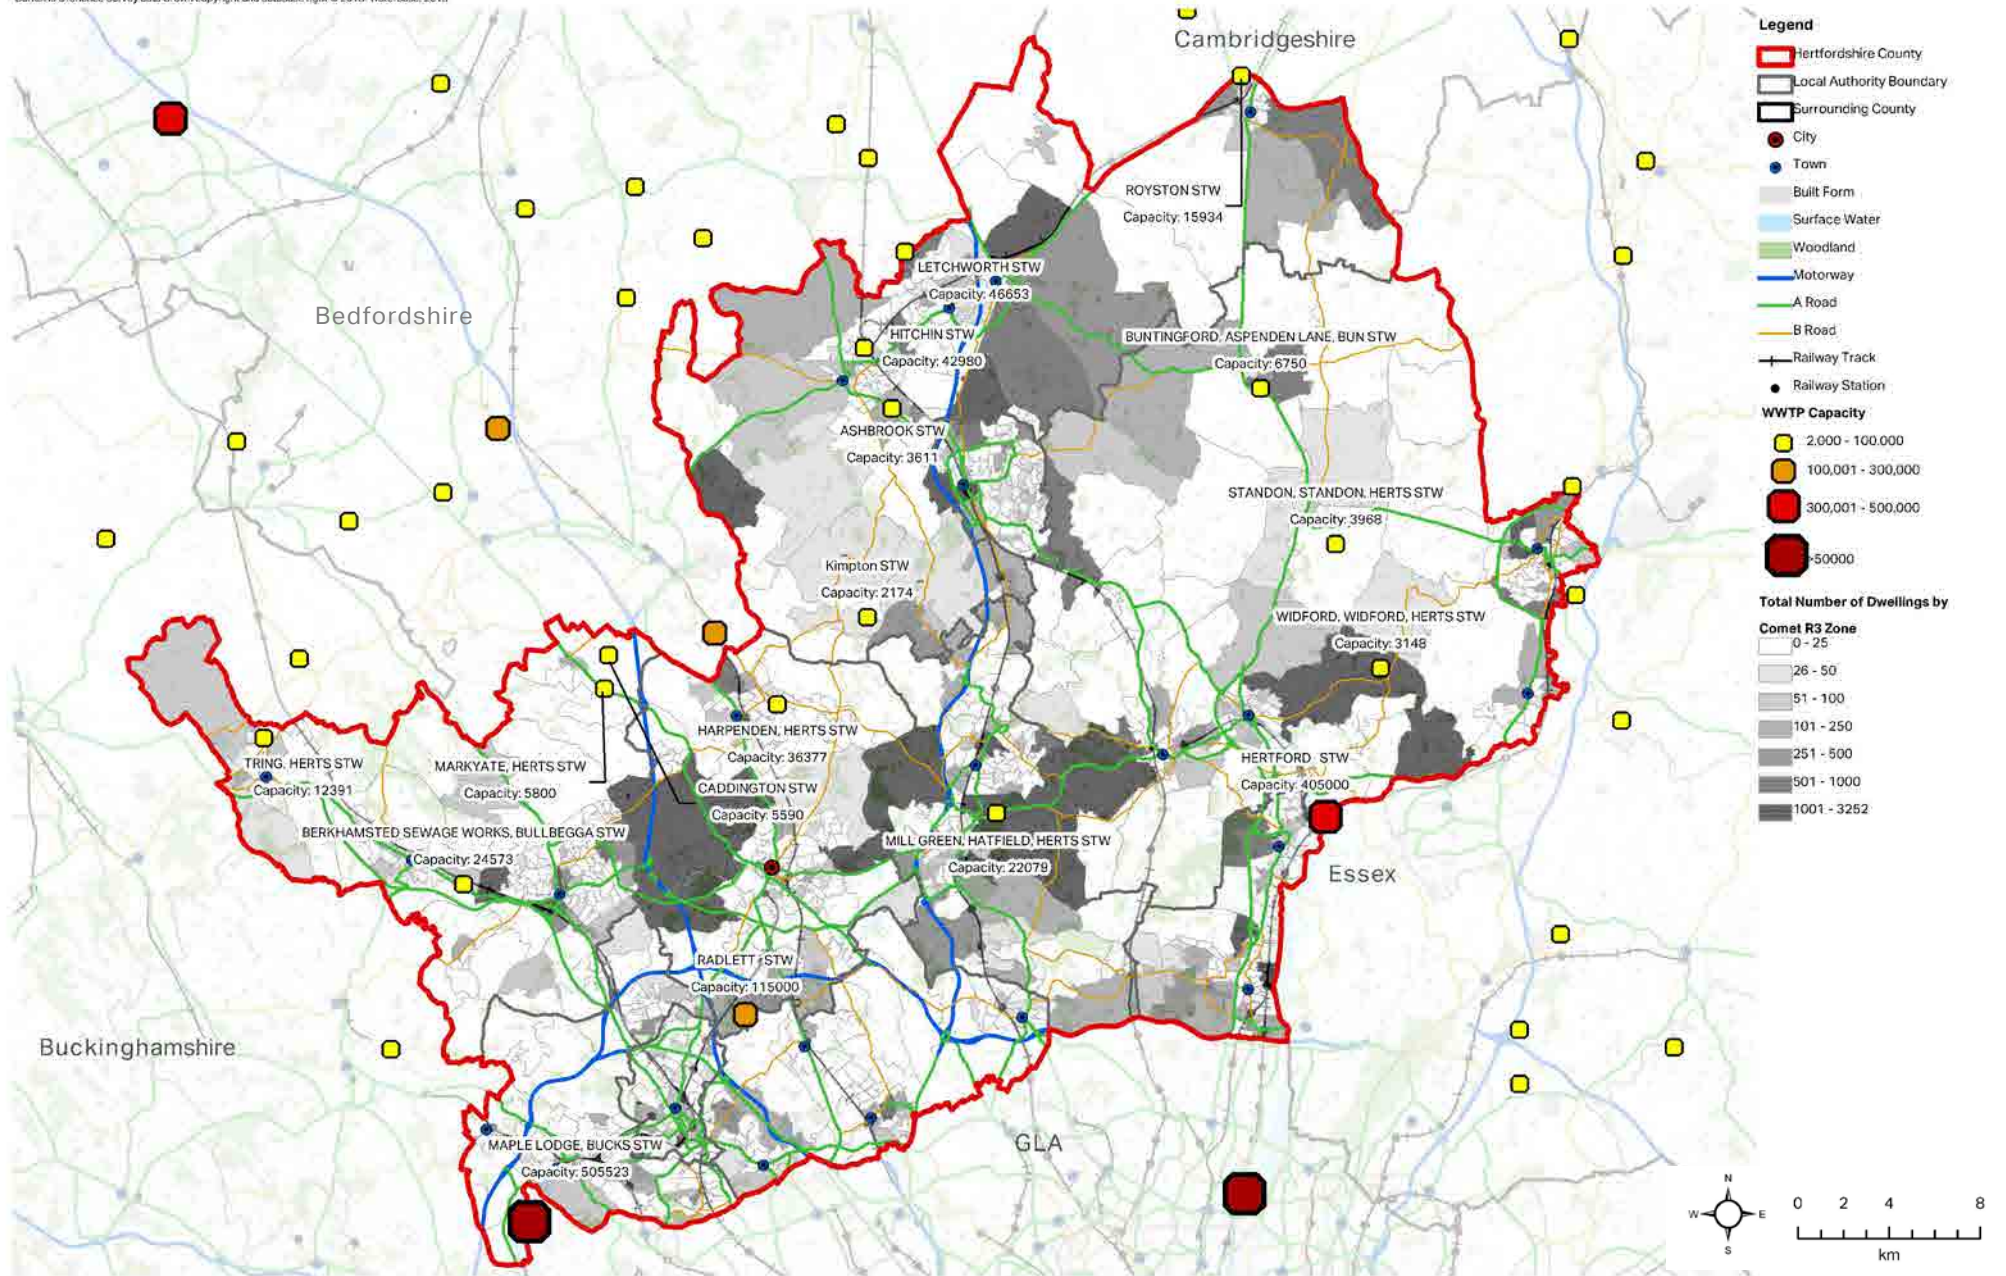 Cambridgeshire
Bedfordshire
Buckinghamshire
Essex
GLA
ROYSTON STW
Capacity: 15934
LETCHWORTH STW
Capacity: 46653
HITCHIN STW
Capacity: 42980
BUNTINGFORD, ASPENDEN LANE, BUN STW
Capacity: 6750
ASHBROOK STW
Capacity: 3611
STANDON, STANDON, HERTS STW
Capacity: 3968
Kimpton STW
Capacity: 2174
WIDFORD, WIDFORD, HERTS STW
Capacity: 3148
HARPENDEN, HERTS STW
Capacity: 36377
TRING, HERTS STW
Capacity: 12391
MARKYATE, HERTS STW
Capacity: 5800
CADDINGTON STW
Capacity: 5590
HERTFORD STW
Capacity: 405000
BERKHAMSTED SEWAGE WORKS, BULLBEGGA STW
Capacity: 24573
MILL GREEN, HATFIELD, HERTS STW
Capacity: 22079
RADLETT STW
Capacity: 115000
MAPLE LODGE, BUCKS STW
Capacity: 505523
Legend
Hertfordshire County
Local Authority Boundary
Surrounding County
City
Town
Built Form
Surface Water
Woodland
Motorway
A Road
B Road
Railway Track
Railway Station
WWTP Capacity
2,000 - 100,000
100,001 - 300,000
300,001 - 500,000
>50000
Total Number of Dwellings by
Comet R3 Zone
0 - 25
26 - 50
51 - 100
101 - 250
251 - 500
501 - 1000
1001 - 3252
N
W E
S
0 2 4 8
km